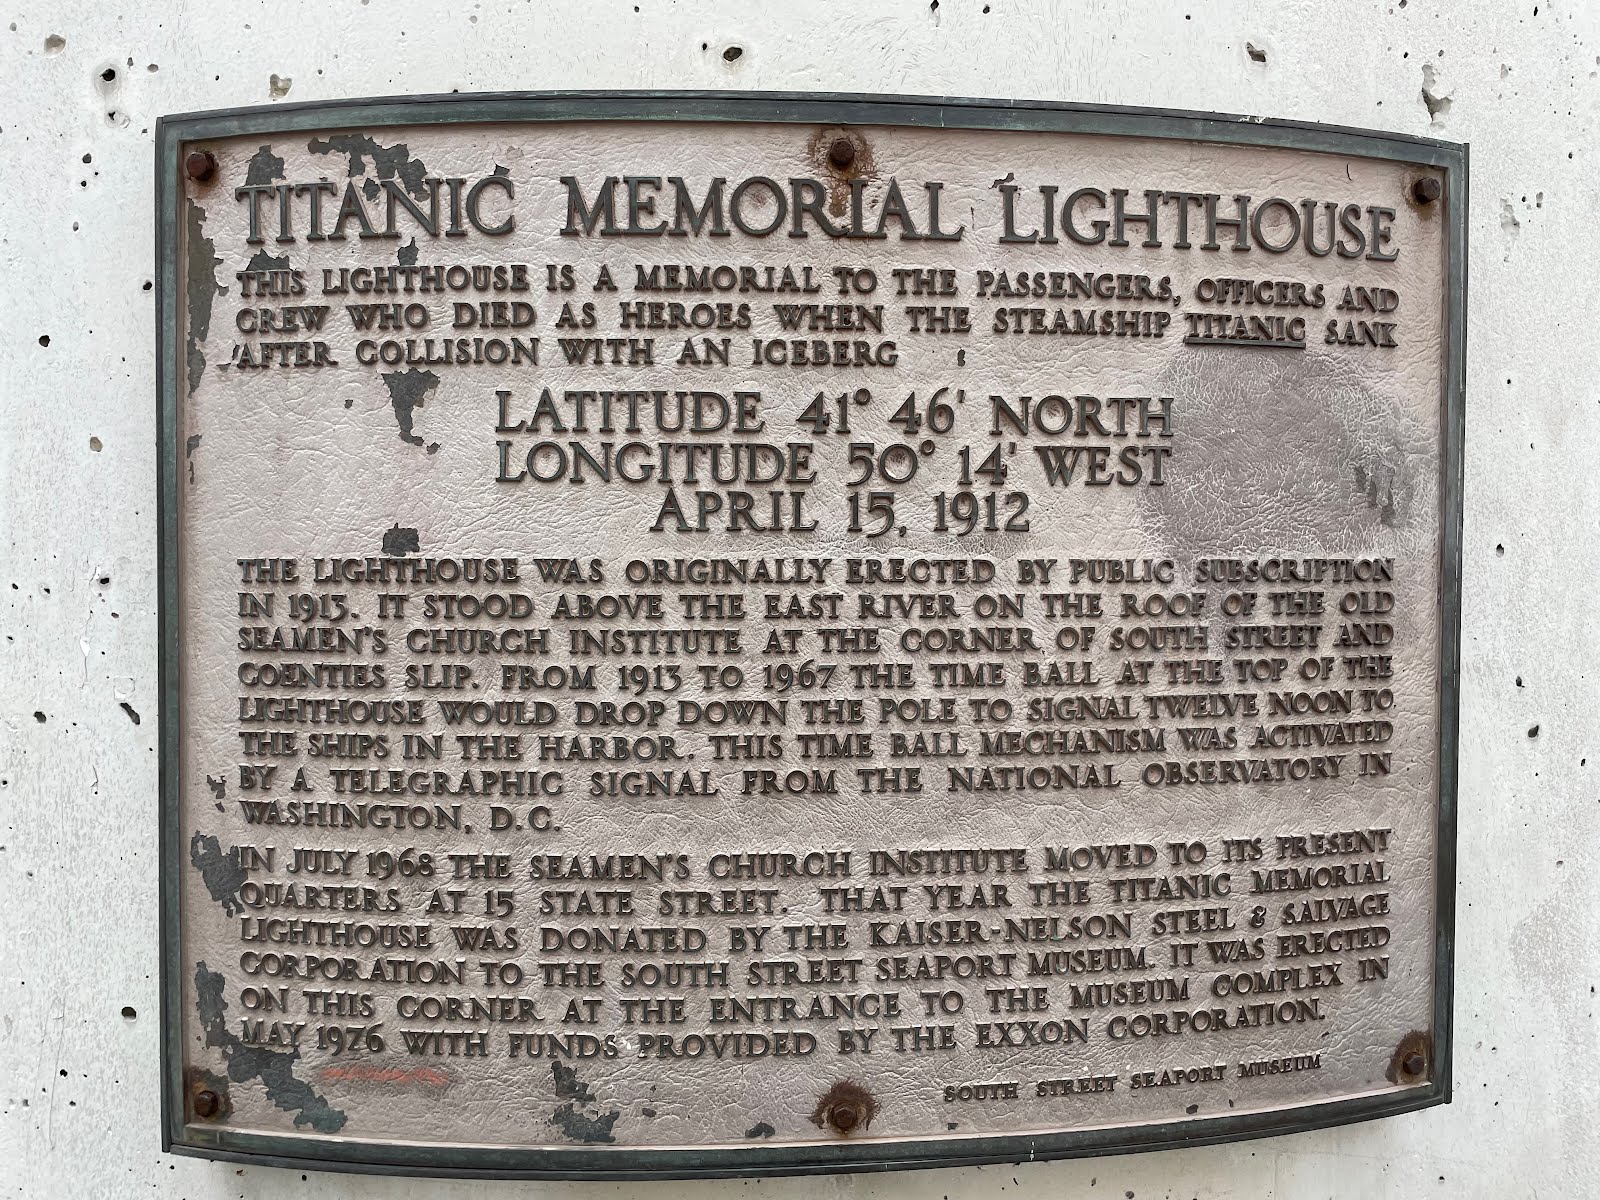 TITANIC MEMORIAL LIGHTHOUSE
THIS LIGHTHOUSE IS A MEMORIAL TO THE PASSENGERS, OFFICERS AND
CREW WHO DIED AS HEROES WHEN THE STEAMSHIP TITANIC SANK
AFTER COLLISION WITH AN ICEBERG
LATITUDE 41° 46' NORTH
LONGITUDE 50° 14' WEST
APRIL 15, 1912
THE LIGHTHOUSE WAS ORIGINALLY ERECTED BY PUBLIC SUBSCRIPTION
IN 1913. IT STOOD ABOVE THE EAST RIVER ON THE ROOF OF THE OLD
SEAMEN'S CHURCH INSTITUTE AT THE CORNER OF SOUTH STREET AND
COENTIES SLIP. FROM 1913 TO 1967 THE TIME BALL AT THE TOP OF THE
LIGHTHOUSE WOULD DROP DOWN THE POLE TO SIGNAL TWELVE NOON TO
THE SHIPS IN THE HARBOR. THIS TIME BALL MECHANISM WAS ACTIVATED
BY A TELEGRAPHIC SIGNAL FROM THE NATIONAL OBSERVATORY IN
WASHINGTON, D.C.
IN JULY 1968 THE SEAMEN'S CHURCH INSTITUTE MOVED TO ITS PRESENT
QUARTERS AT 15 STATE STREET. THAT YEAR THE TITANIC MEMORIAL
LIGHTHOUSE WAS DONATED BY THE KAISER-NELSON STEEL & SALVAGE
CORPORATION TO THE SOUTH STREET SEAPORT MUSEUM. IT WAS ERECTED
ON THIS CORNER AT THE ENTRANCE TO THE MUSEUM COMPLEX IN
MAY 1976 WITH FUNDS PROVIDED BY THE EXXON CORPORATION.
SOUTH STREET SEAPORT MUSEUM